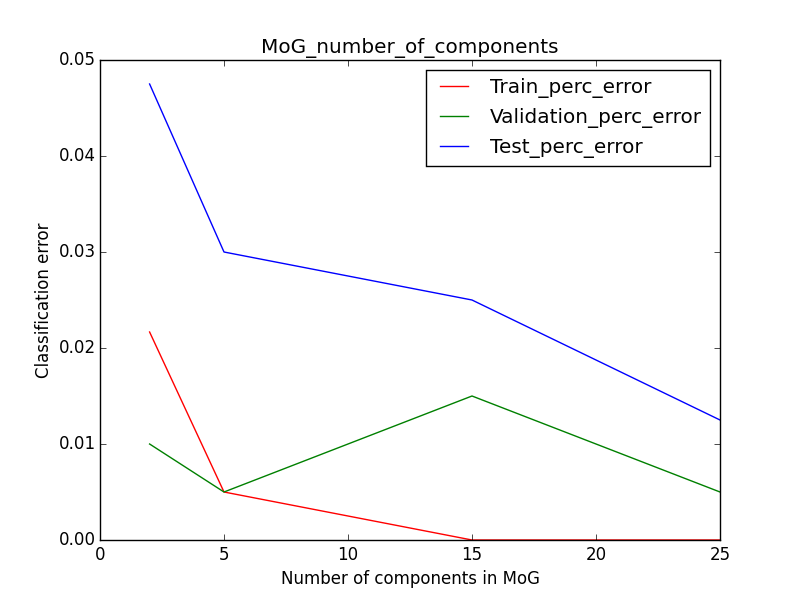 MoG_number_of_components
0.05
0.04
0.03
0.02
0.01
0.00
Classification error
Train_perc_error
Validation_perc_error
Test_perc_error
0 5 10 15 20 25
Number of components in MoG